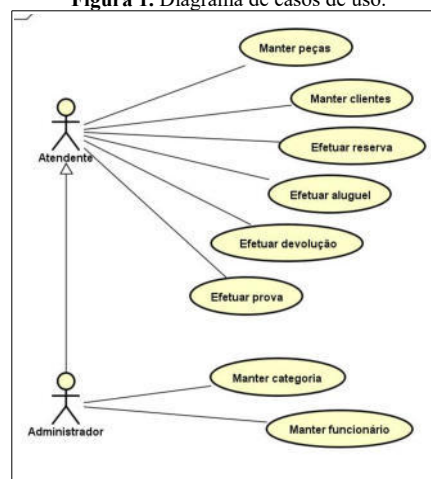 Figura 1. Diagrama de casos de uso.
Manter peças
Manter clientes
Atendente
Efetuar reserva
Efetuar aluguel
Efetuar devolução
Efetuar prova
Manter categoria
Administrador
Manter funcionário